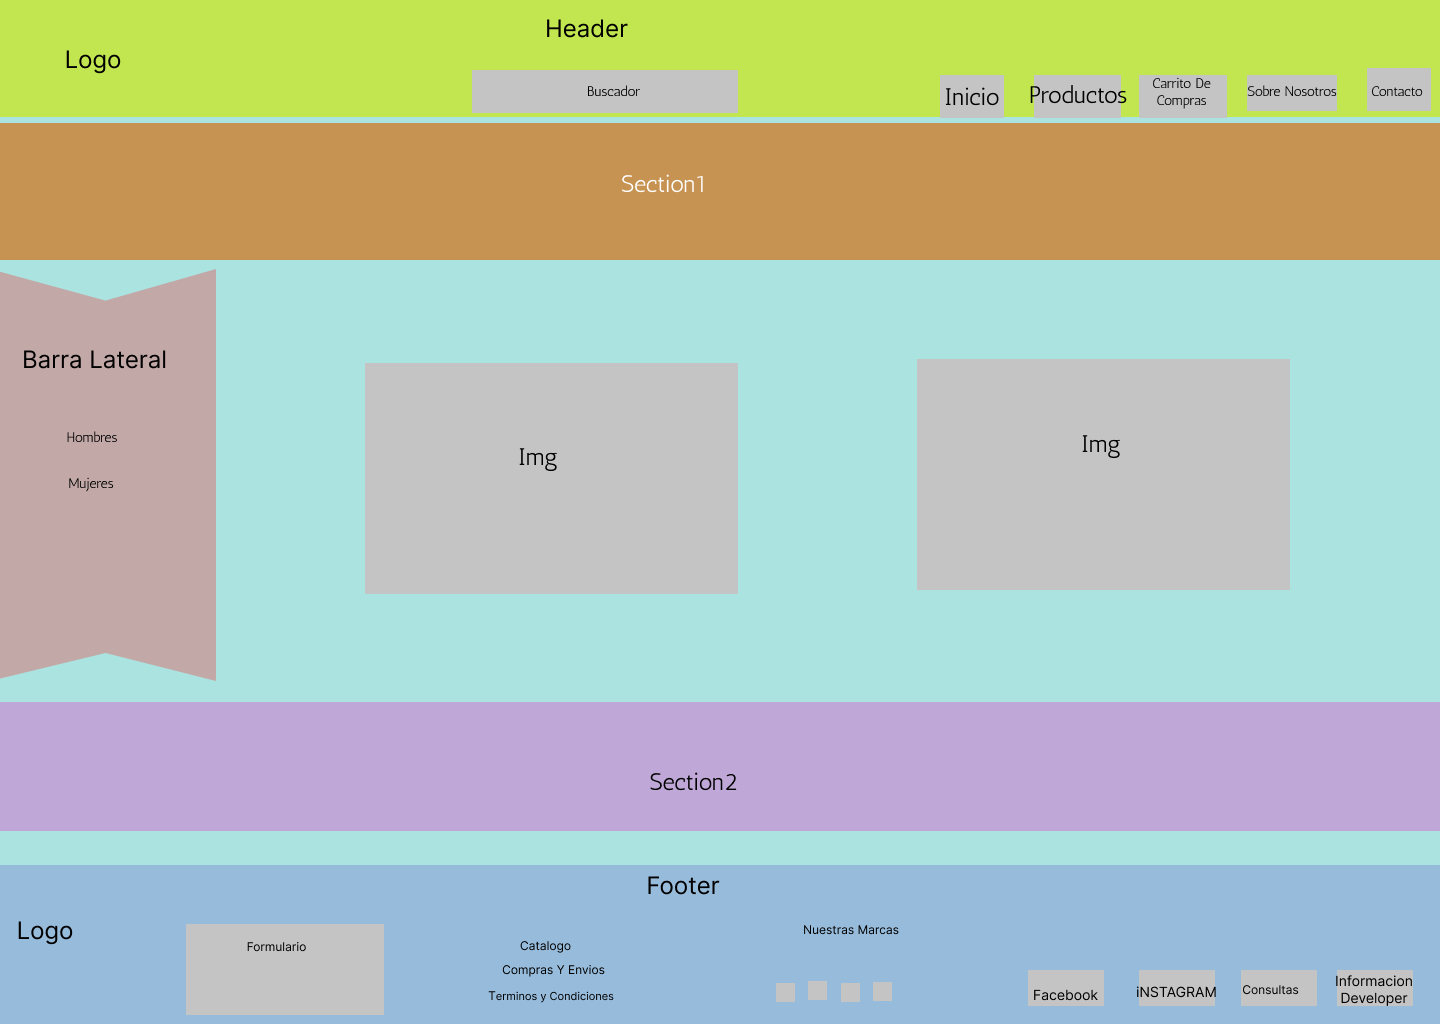 Header
Logo
Buscador
Inicio
Productos
Carrito De
Compras
Sobre Nosotros
Contacto
Section1
Barra Lateral
Hombres
Mujeres
Img
Img
Section2
Footer
Logo
Formulario
Catalogo
Compras Y Envios
Terminos y Condiciones
Nuestras Marcas
Facebook
iNSTAGRAM
Consultas
Informacion
Developer